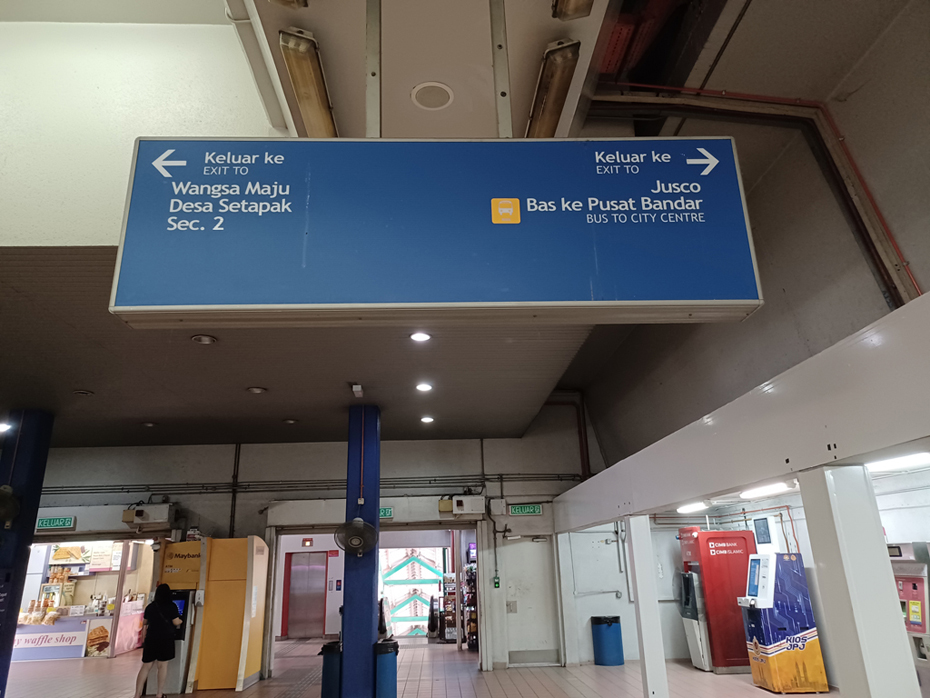 Keluar ke
EXIT TO
Wangsa Maju
Desa Setapak
Sec. 2
Keluar ke
EXIT TO
Jusco
Bas ke Pusat Bandar
BUS TO CITY CENTRE
KELUAR
KELUAR
Maybank
waffle shop
CIMB BANK
CIMB ISLAMIC
KIOS
JPJ